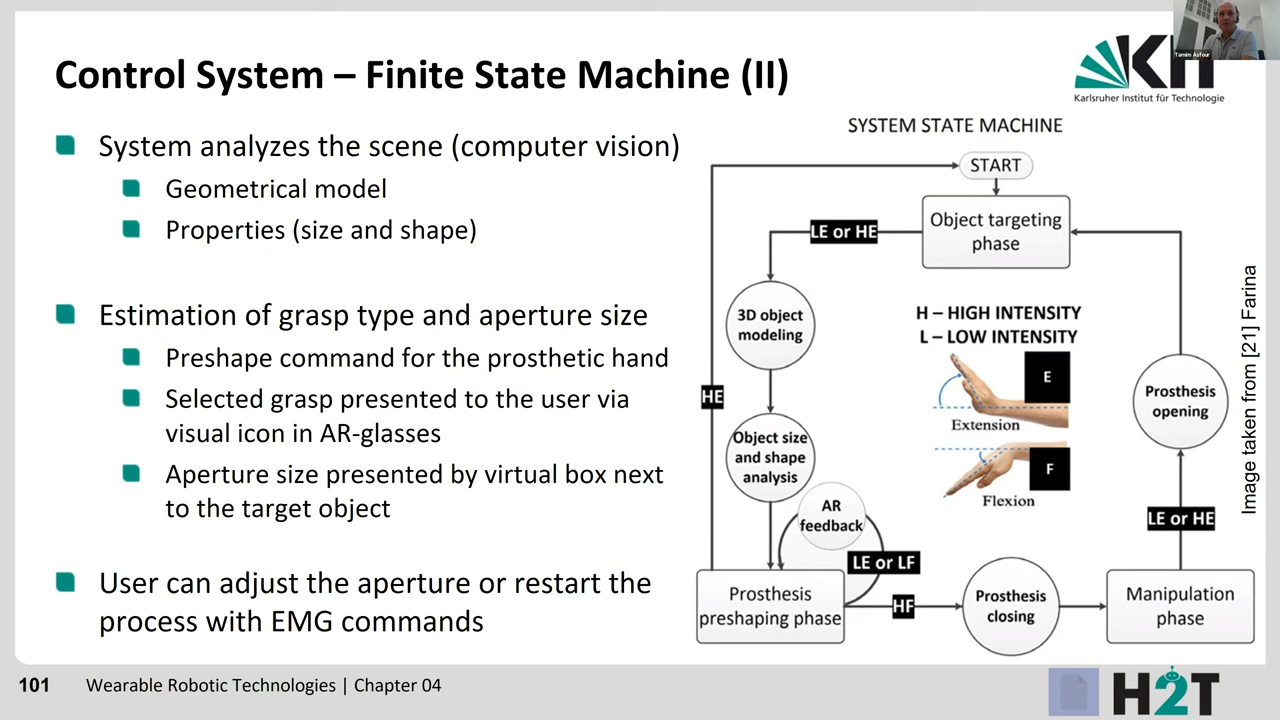 Control System – Finite State Machine (II)
Tamim Asfour
KIT
Karlsruher Institut für Technologie
System analyzes the scene (computer vision)
Geometrical model
Properties (size and shape)
Estimation of grasp type and aperture size
Preshape command for the prosthetic hand
Selected grasp presented to the user via
visual icon in AR-glasses
Aperture size presented by virtual box next
to the target object
User can adjust the aperture or restart the
process with EMG commands
SYSTEM STATE MACHINE
START
Object targeting
phase
LE or HE
3D object
modeling
H – HIGH INTENSITY
L – LOW INTENSITY
E
Extension
F
Flexion
HE
Object size
and shape
analysis
AR
feedback
LE or LF
Prosthesis
preshaping phase
HF
Prosthesis
closing
Manipulation
phase
LE or HE
Prosthesis
opening
Image taken from [21] Farina
101
Wearable Robotic Technologies | Chapter 04
H2T